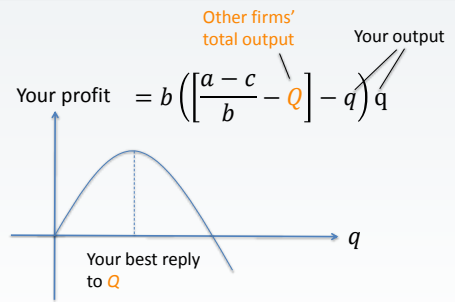 Other firms'
total output
Your output
Your profit = b([a − c / b − Q] − q)q
q
Your best reply
to Q